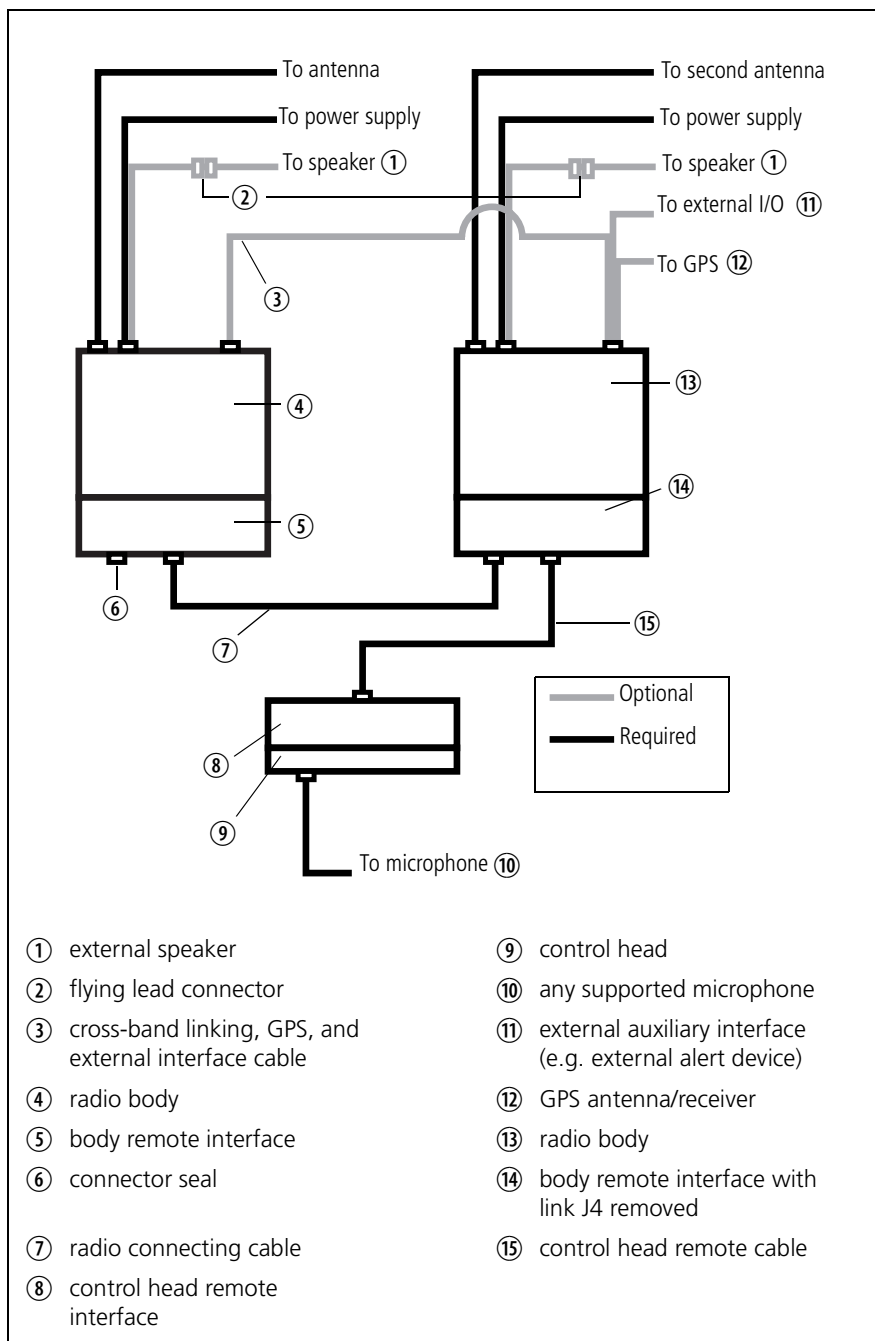 To antenna
To second antenna
To power supply
To power supply
To speaker ①
To speaker ①
②
To external I/O ⑪
To GPS ⑫
③
④
⑬
⑭
⑤
⑥
⑦
⑮
Optional
Required
⑧
⑨
To microphone ⑩
① external speaker
② flying lead connector
③ cross-band linking, GPS, and
external interface cable
④ radio body
⑤ body remote interface
⑥ connector seal
⑦ radio connecting cable
⑧ control head remote
interface
⑨ control head
⑩ any supported microphone
⑪ external auxiliary interface
(e.g. external alert device)
⑫ GPS antenna/receiver
⑬ radio body
⑭ body remote interface with
link J4 removed
⑮ control head remote cable